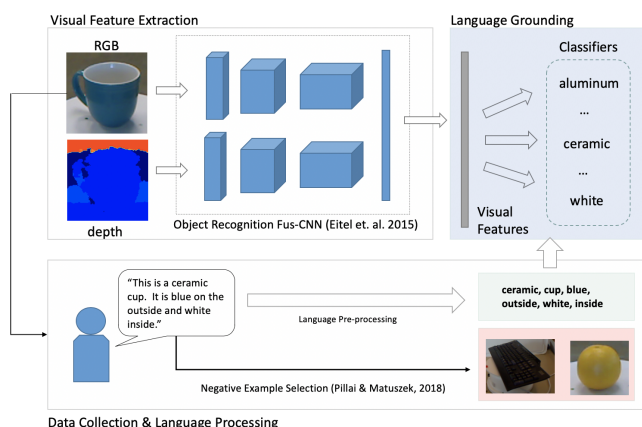 Visual Feature Extraction
RGB
depth
Object Recognition Fus-CNN (Eitel et. al. 2015)
Language Grounding
Classifiers
aluminum
...
ceramic
...
white
Visual
Features
"This is a ceramic
cup. It is blue on the
outside and white
inside."
Language Pre-processing
ceramic, cup, blue,
outside, white, inside
Negative Example Selection (Pillai & Matuszek, 2018)
Data Collection & Language Processing